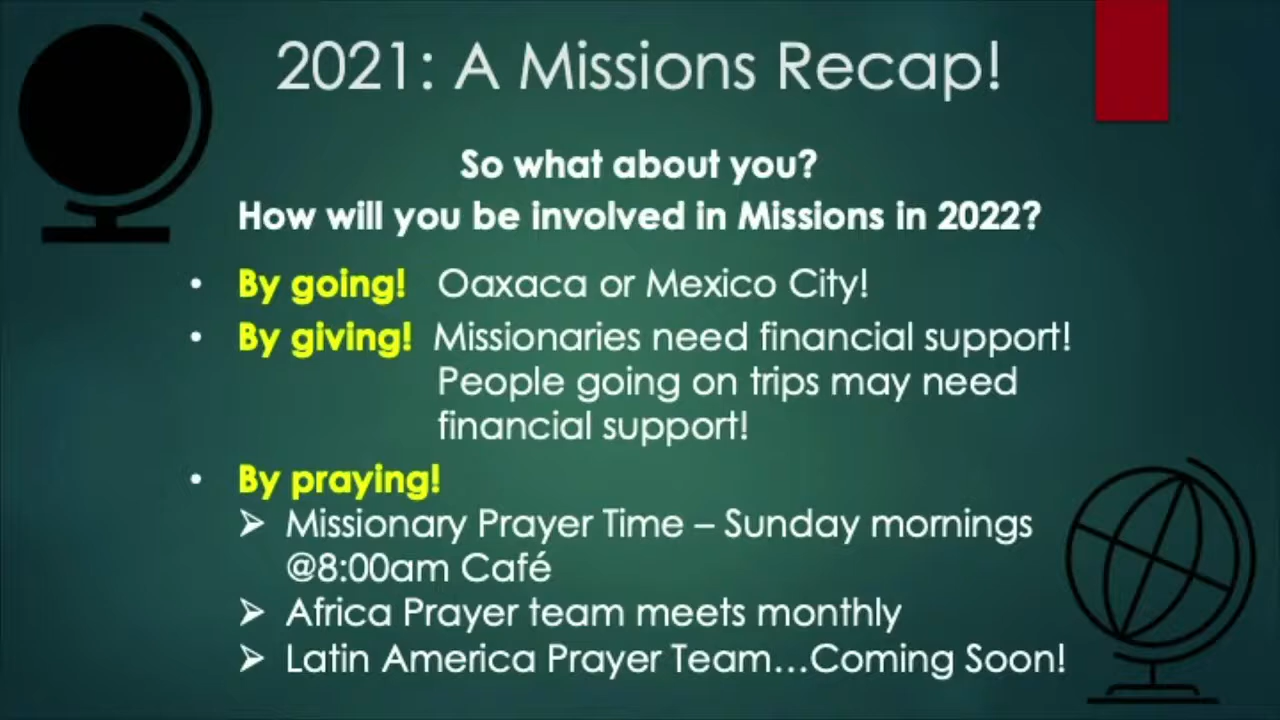 2021: A Missions Recap!
So what about you?
How will you be involved in Missions in 2022?
• By going! Oaxaca or Mexico City!
• By giving! Missionaries need financial support!
People going on trips may need
financial support!
• By praying!
➢ Missionary Prayer Time – Sunday mornings
@8:00am Café
➢ Africa Prayer team meets monthly
➢ Latin America Prayer Team…Coming Soon!